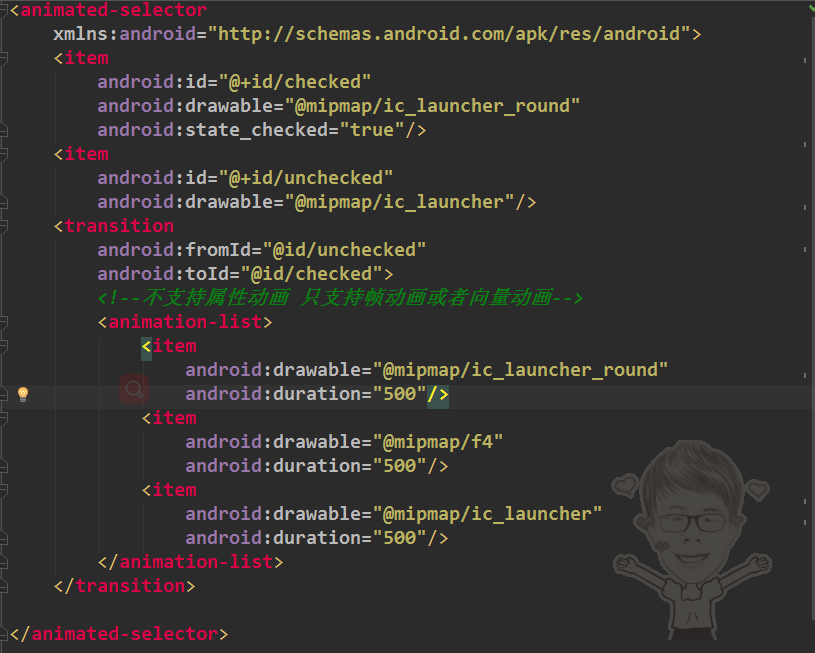 <animated-selector
    xmlns:android="http://schemas.android.com/apk/res/android">
    <item
        android:id="@+id/checked"
        android:drawable="@mipmap/ic_launcher_round"
        android:state_checked="true"/>
    <item
        android:id="@+id/unchecked"
        android:drawable="@mipmap/ic_launcher"/>
    <transition
        android:fromId="@id/unchecked"
        android:toId="@id/checked">
        <!--不支持属性动画 只支持帧动画或者向量动画-->
        <animation-list>
            <item
                android:drawable="@mipmap/ic_launcher_round"
                android:duration="500"/>
            <item
                android:drawable="@mipmap/f4"
                android:duration="500"/>
            <item
                android:drawable="@mipmap/ic_launcher"
                android:duration="500"/>
        </animation-list>
    </transition>

</animated-selector>